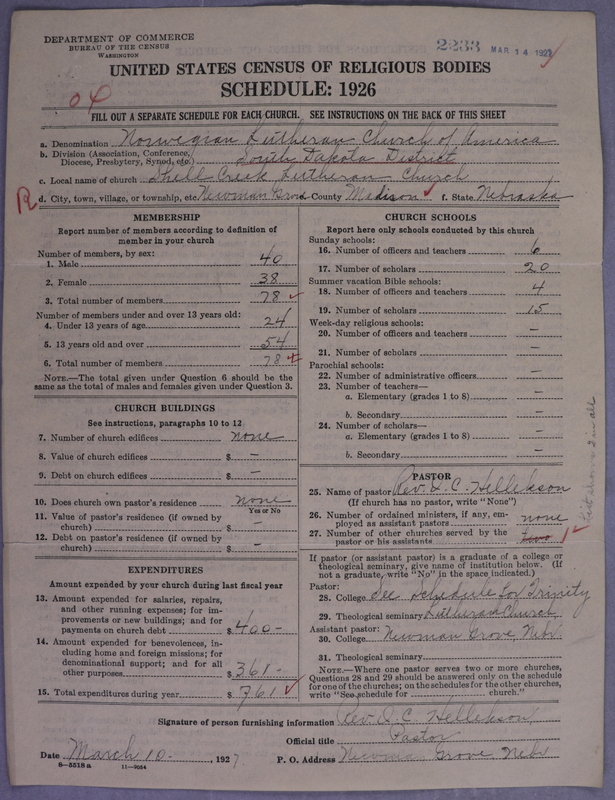 DEPARTMENT OF COMMERCE
BUREAU OF THE CENSUS
WASHINGTON
2233 MAR 14 1927
UNITED STATES CENSUS OF RELIGIOUS BODIES
SCHEDULE: 1926
FILL OUT A SEPARATE SCHEDULE FOR EACH CHURCH. SEE INSTRUCTIONS ON THE BACK OF THIS SHEET
a. Denomination Norwegian Lutheran Church of America
b. Division (Association, Conference, Diocese, Presbytery, Synod, etc.) South Dakota District
c. Local name of church Shell Creek Lutheran Church
R d. City, town, village, or township, etc. Newman Grove County Madison f. State Nebraska
MEMBERSHIP
Report number of members according to definition of
member in your church
Number of members, by sex:
1. Male 40
2. Female 38
3. Total number of members 78
Number of members under and over 13 years old:
4. Under 13 years of age 24
5. 13 years old and over 54
6. Total number of members 78
NOTE.—The total given under Question 6 should be the
same as the total of males and females given under Question 3.
CHURCH BUILDINGS
See instructions, paragraphs 10 to 12
7. Number of church edifices none
8. Value of church edifices $ —
9. Debt on church edifices $ —
10. Does church own pastor's residence none
Yes or No
11. Value of pastor's residence (if owned by
church) $ —
12. Debt on pastor's residence (if owned by
church) $ —
EXPENDITURES
Amount expended by your church during last fiscal year
13. Amount expended for salaries, repairs,
and other running expenses; for im-
provements or new buildings; and for
payments on church debt $ 400-
14. Amount expended for benevolences, in-
cluding home and foreign missions; for
denominational support; and for all
other purposes $ 361-
15. Total expenditures during year $ 761
CHURCH SCHOOLS
Report here only schools conducted by this church
Sunday schools:
16. Number of officers and teachers 6
17. Number of scholars 20
Summer vacation Bible schools:
18. Number of officers and teachers 4
19. Number of scholars 15
Week-day religious schools:
20. Number of officers and teachers —
21. Number of scholars —
Parochial schools:
22. Number of administrative officers —
23. Number of teachers—
a. Elementary (grades 1 to 8) —
b. Secondary —
24. Number of scholars—
a. Elementary (grades 1 to 8) —
b. Secondary —
PASTOR
25. Name of pastor Rev. I. C. Hellekson
(If church has no pastor, write "None")
26. Number of ordained ministers, if any, em-
ployed as assistant pastors none
27. Number of other churches served by the
pastor or his assistants two 1
If pastor (or assistant pastor) is a graduate of a college or
theological seminary, give name of institution below. (If
not a graduate, write "No" in the space indicated.)
Pastor:
28. College See Schedule for Trinity
29. Theological seminary Lutheran Church
Assistant pastor:
30. College Newman Grove, Nebr.
31. Theological seminary
NOTE.—Where one pastor serves two or more churches,
Questions 28 and 29 should be answered only on the schedule
for one of the churches; on the schedules for the other churches,
write "See schedule for church."
Signature of person furnishing information Rev. I. C. Hellekson
Official title Pastor
Date March 10-, 1927 P. O. Address Newman Grove, Nebr
8—5518 a 11—9054